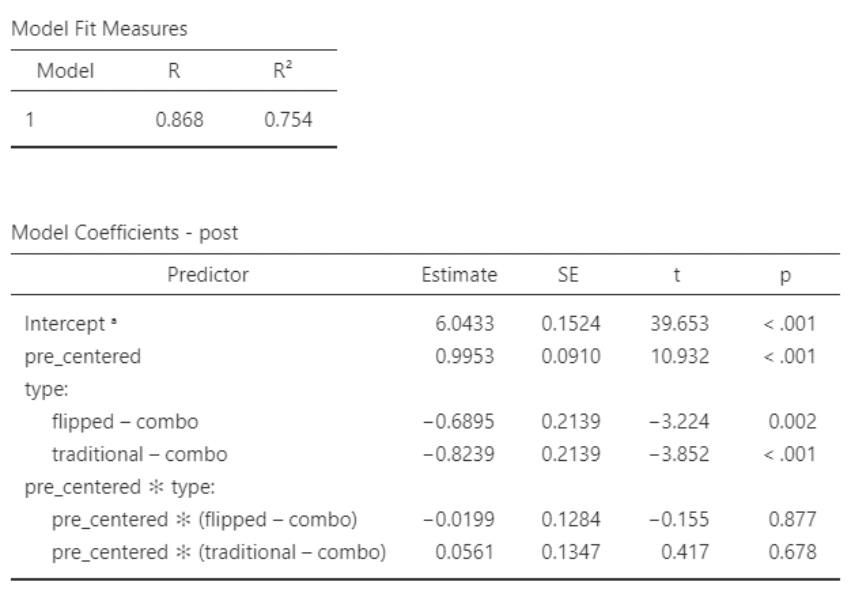 Model Fit Measures
Model R R²
1 0.868 0.754
Model Coefficients - post
Predictor Estimate SE t p
Intercept ᵃ 6.0433 0.1524 39.653 < .001
pre_centered 0.9953 0.0910 10.932 < .001
type:
flipped – combo −0.6895 0.2139 −3.224 0.002
traditional – combo −0.8239 0.2139 −3.852 < .001
pre_centered ✻ type:
pre_centered ✻ (flipped – combo) −0.0199 0.1284 −0.155 0.877
pre_centered ✻ (traditional – combo) 0.0561 0.1347 0.417 0.678